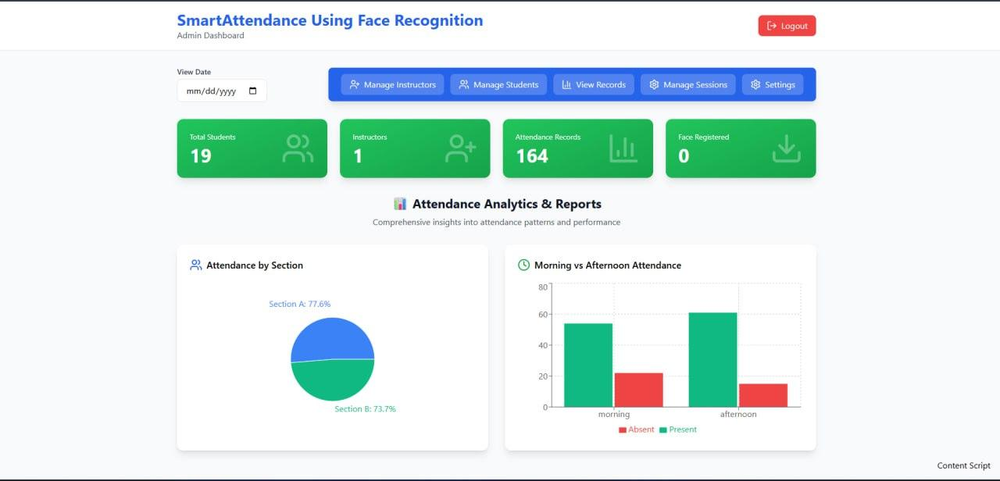 SmartAttendance Using Face Recognition
Admin Dashboard
Logout
View Date
mm/dd/yyyy
Manage Instructors
Manage Students
View Records
Manage Sessions
Settings
Total Students
19
Instructors
1
Attendance Records
164
Face Registered
0
📊 Attendance Analytics & Reports
Comprehensive insights into attendance patterns and performance
Attendance by Section
Section A: 77.6%
Section B: 73.7%
Morning vs Afternoon Attendance
80
60
40
20
0
morning
afternoon
Absent
Present
Content Script